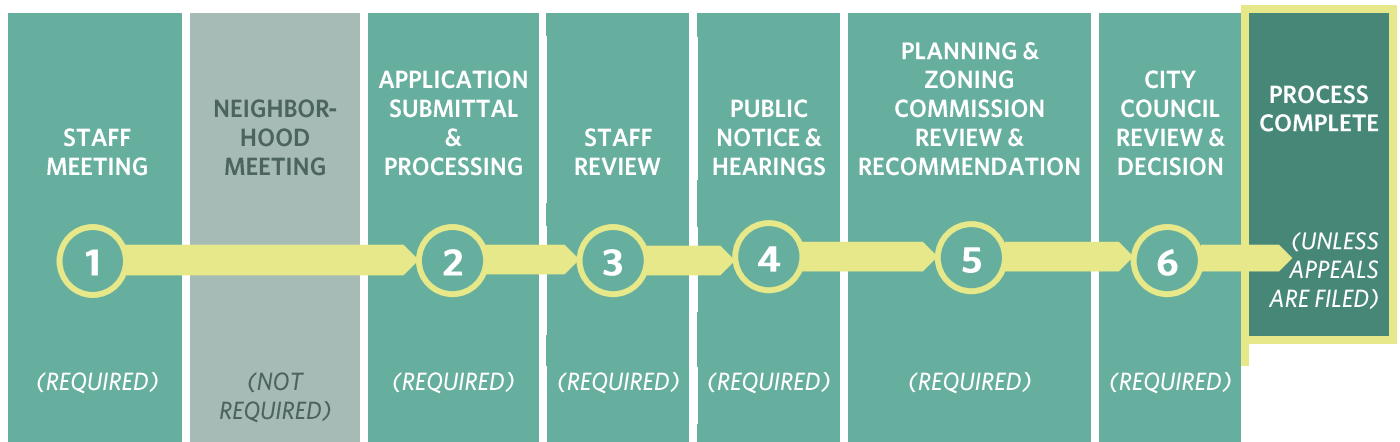 STAFF
MEETING
1
(REQUIRED)
NEIGHBOR-
HOOD
MEETING
(NOT
REQUIRED)
APPLICATION
SUBMITTAL
&
PROCESSING
2
(REQUIRED)
STAFF
REVIEW
3
(REQUIRED)
PUBLIC
NOTICE &
HEARINGS
4
(REQUIRED)
PLANNING &
ZONING
COMMISSION
REVIEW &
RECOMMENDATION
5
(REQUIRED)
CITY
COUNCIL
REVIEW &
DECISION
6
(REQUIRED)
PROCESS
COMPLETE
(UNLESS
APPEALS
ARE FILED)